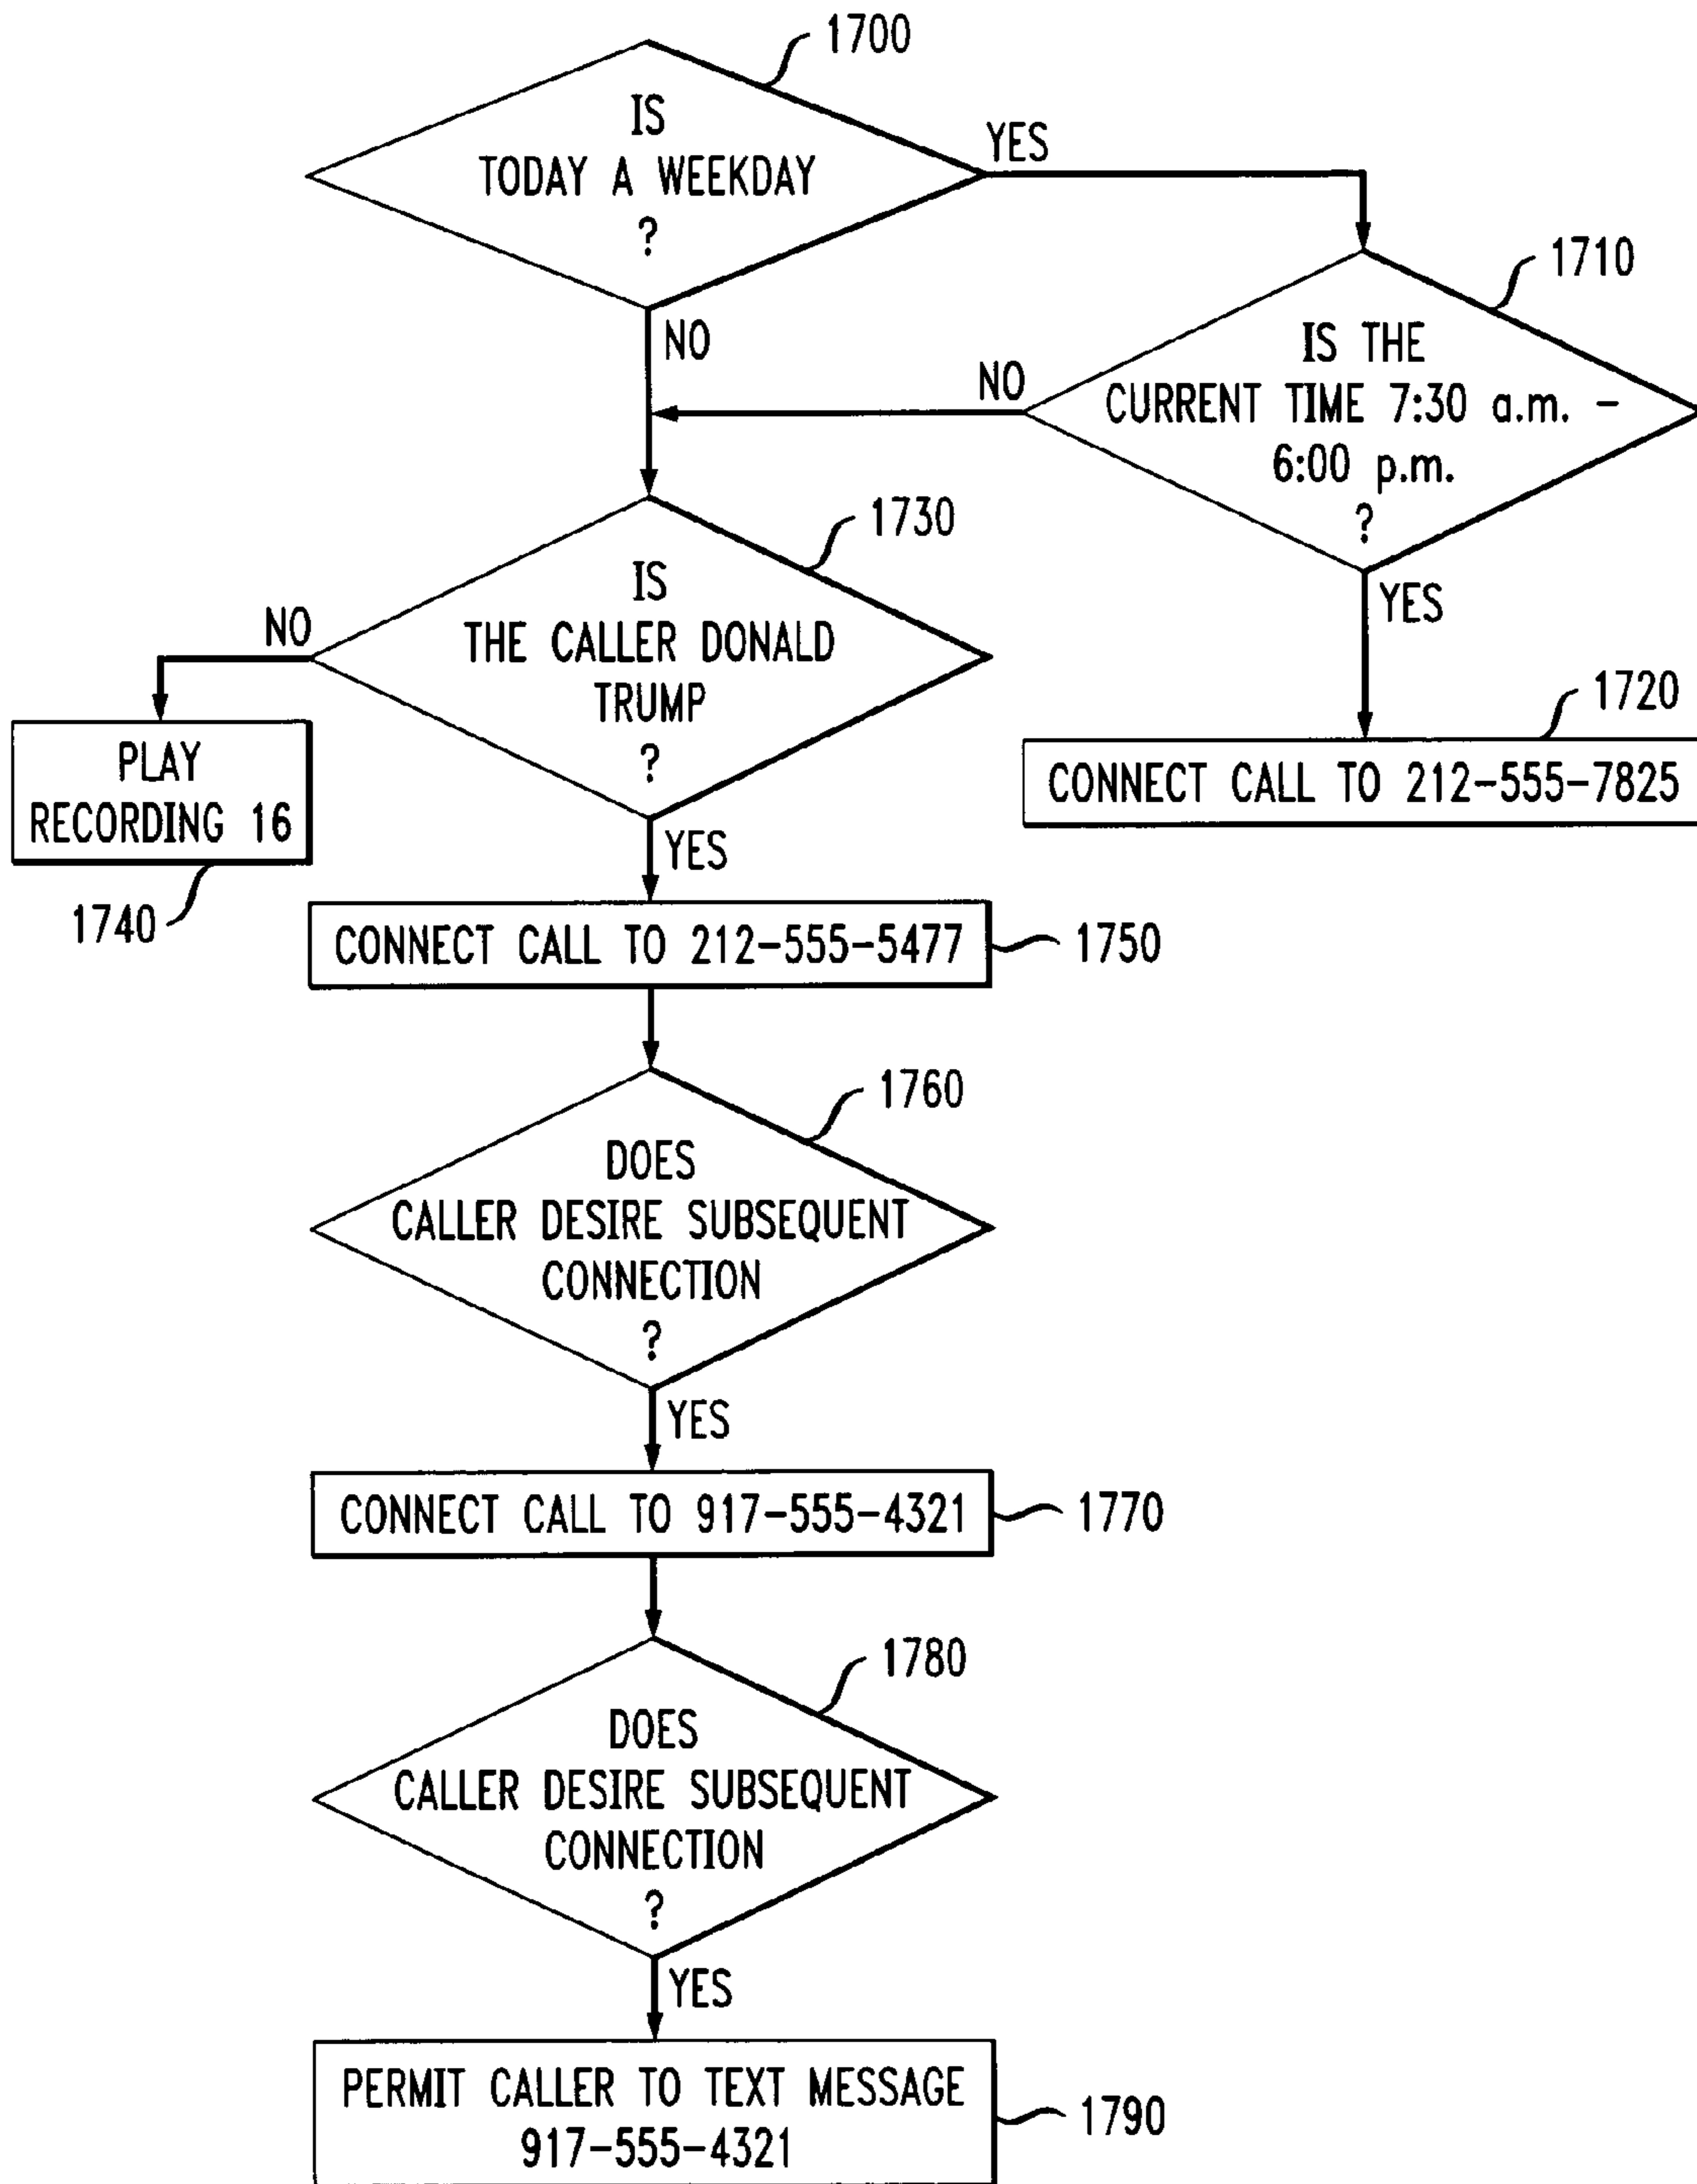 1700
IS
TODAY A WEEKDAY
?
YES
NO
1710
IS THE
CURRENT TIME 7:30 a.m. –
6:00 p.m.
?
NO
YES
1720
CONNECT CALL TO 212-555-7825
1730
IS
THE CALLER DONALD
TRUMP
?
NO
PLAY
RECORDING 16
1740
YES
CONNECT CALL TO 212-555-5477
1750
1760
DOES
CALLER DESIRE SUBSEQUENT
CONNECTION
?
YES
CONNECT CALL TO 917-555-4321
1770
1780
DOES
CALLER DESIRE SUBSEQUENT
CONNECTION
?
YES
PERMIT CALLER TO TEXT MESSAGE
917-555-4321
1790